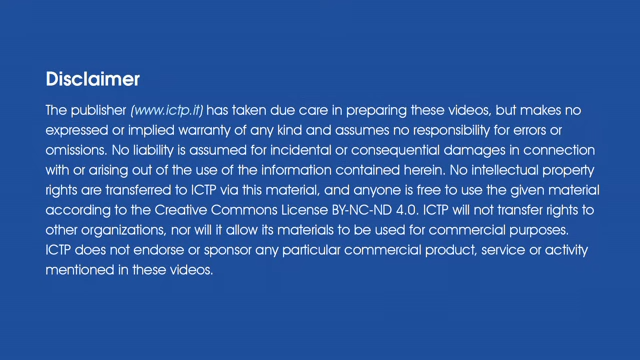 Disclaimer
The publisher (www.ictp.it) has taken due care in preparing these videos, but makes no
expressed or implied warranty of any kind and assumes no responsibility for errors or
omissions. No liability is assumed for incidental or consequential damages in connection
with or arising out of the use of the information contained herein. No intellectual property
rights are transferred to ICTP via this material, and anyone is free to use the given material
according to the Creative Commons License BY-NC-ND 4.0. ICTP will not transfer rights to
other organizations, nor will it allow its materials to be used for commercial purposes.
ICTP does not endorse or sponsor any particular commercial product, service or activity
mentioned in these videos.